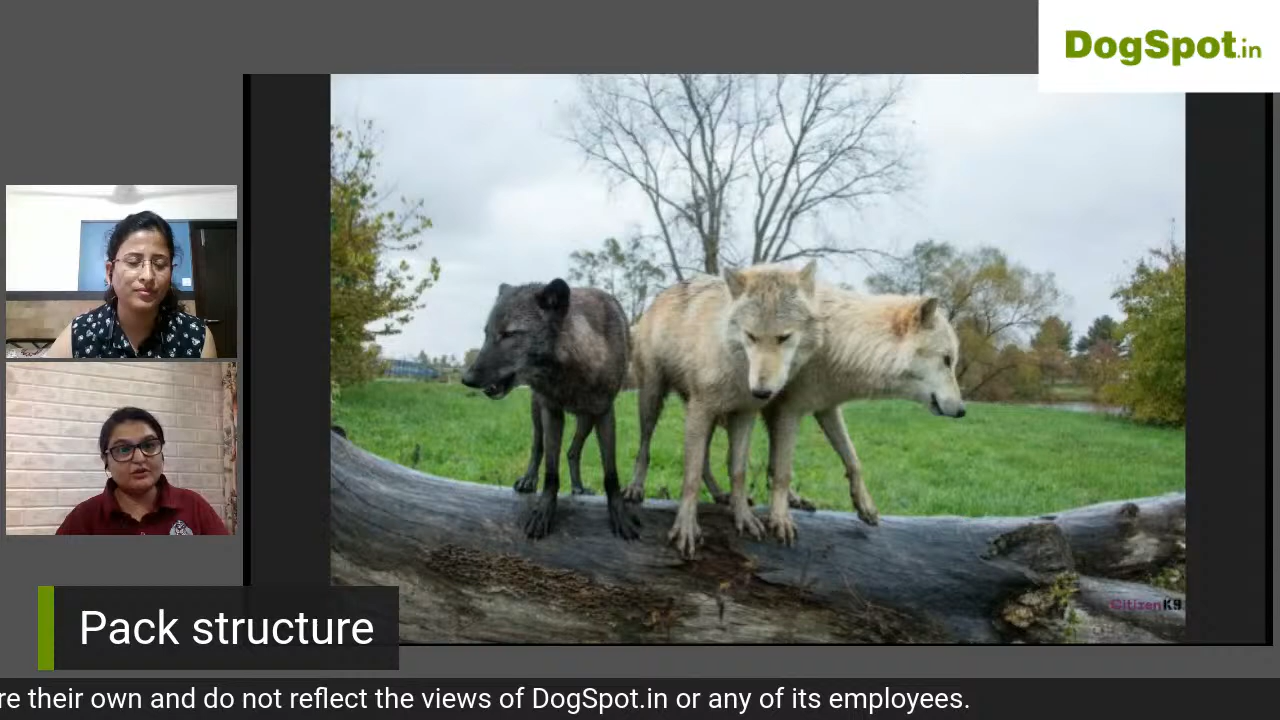 DogSpot.in
CitizenK9
Pack structure
re their own and do not reflect the views of DogSpot.in or any of its employees.